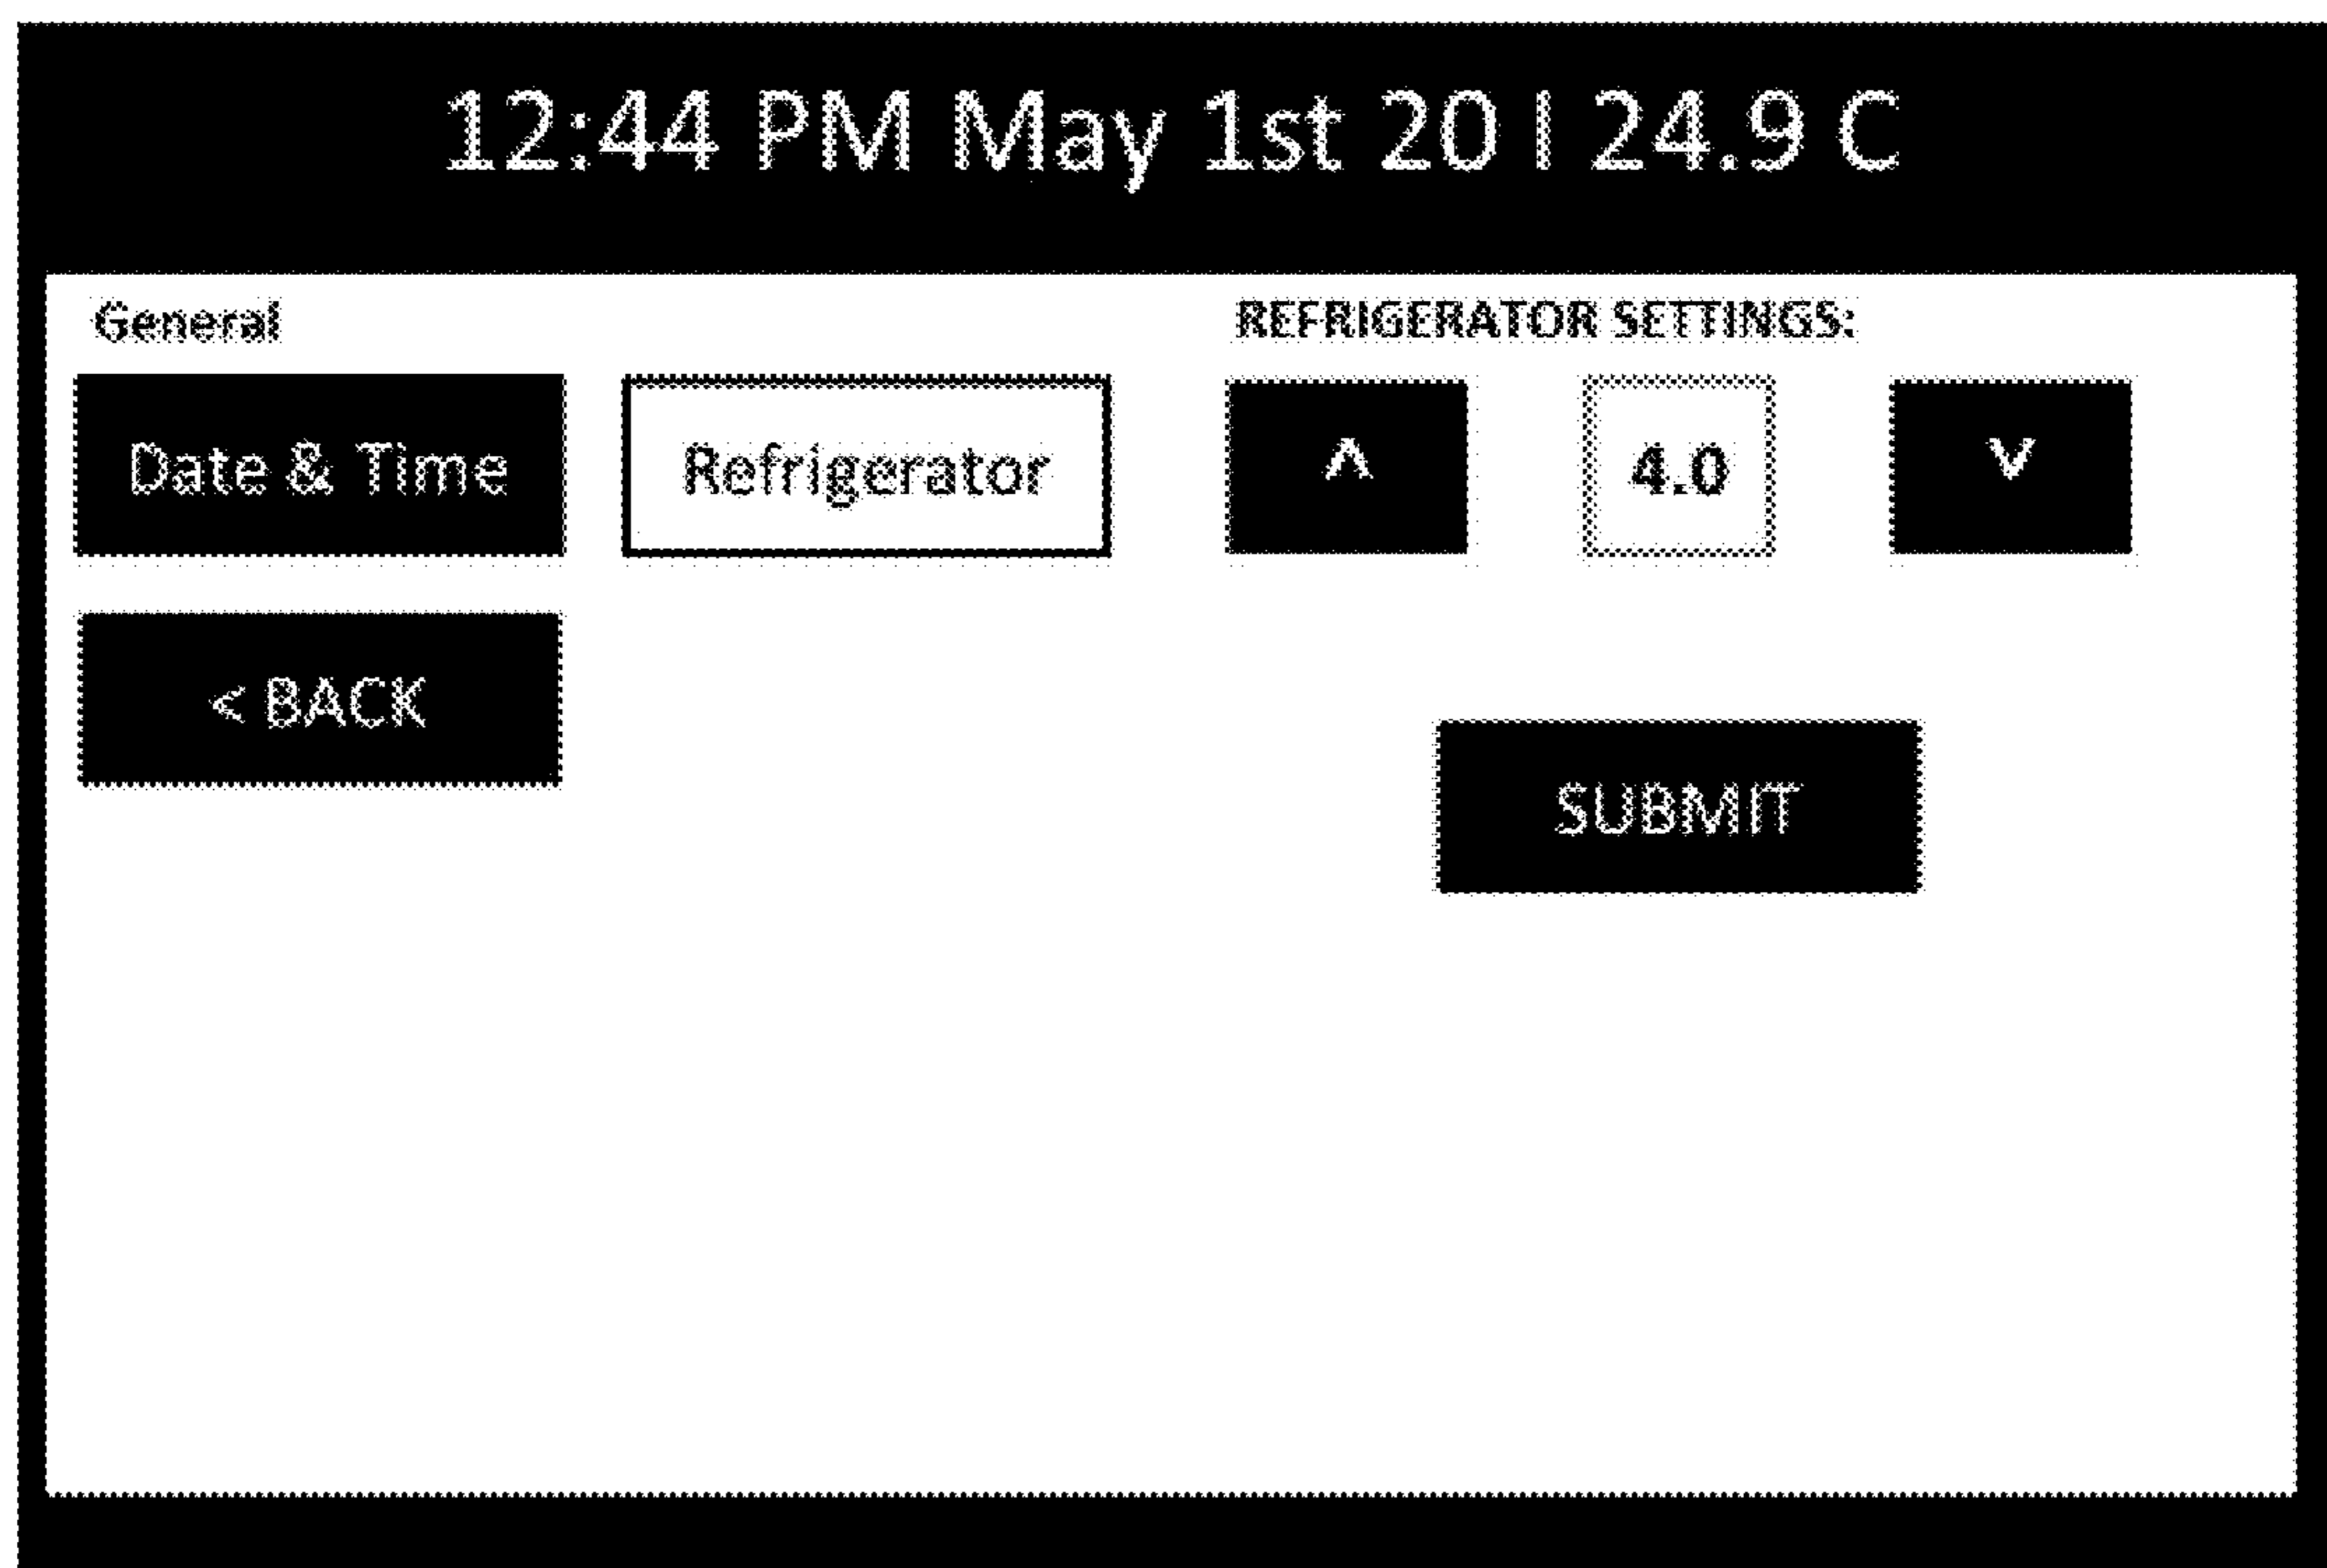 12:44 PM May 1st 20 I 24.9 C
General
REFRIGERATOR SETTINGS:
Date & Time
Refrigerator
^
4.0
v
< BACK
SUBMIT